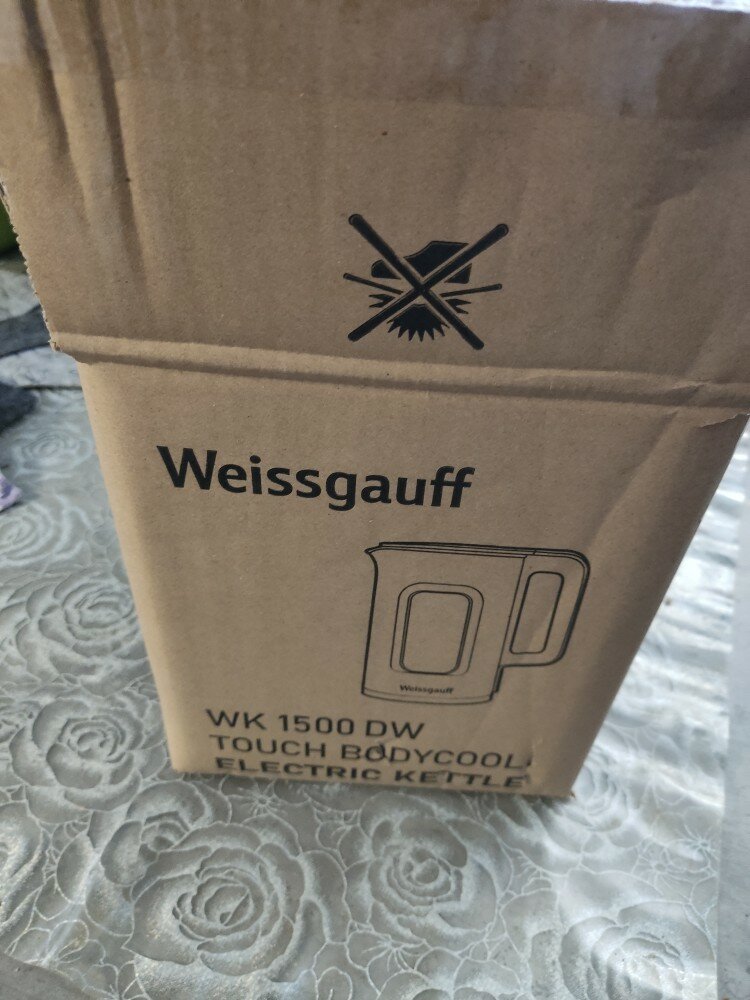 Weissgauff
Weissgauff
WK 1500 DW
TOUCH BODYCOOL
ELECTRIC KETTLE